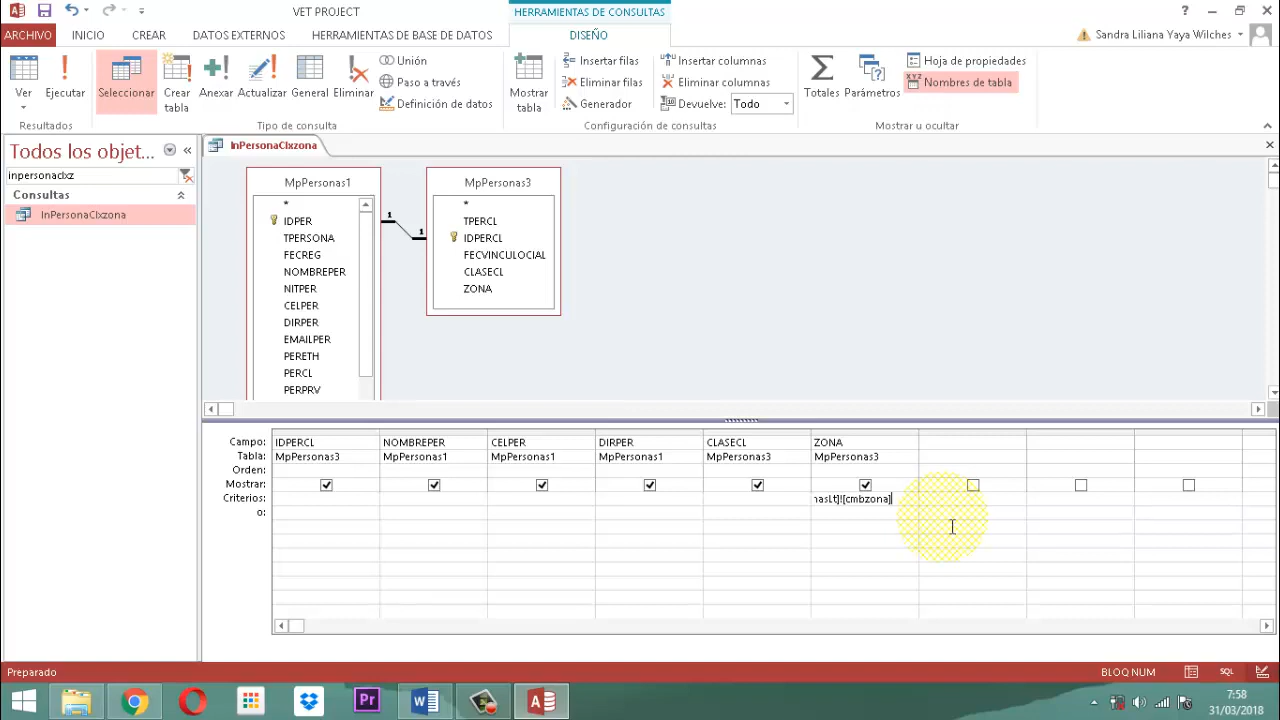 VET PROJECT
HERRAMIENTAS DE CONSULTAS
ARCHIVO INICIO CREAR DATOS EXTERNOS HERRAMIENTAS DE BASE DE DATOS DISEÑO
Sandra Liliana Yaya Wilches
Ver
Ejecutar
Resultados
Seleccionar
Crear tabla
Anexar
Actualizar
General
Eliminar
Unión
Paso a través
Definición de datos
Tipo de consulta
Mostrar tabla
Insertar filas
Eliminar filas
Generador
Insertar columnas
Eliminar columnas
Devuelve: Todo
Configuración de consultas
Totales
Parámetros
Hoja de propiedades
Nombres de tabla
Mostrar u ocultar
Todos los objet...
inpersonaclxz
Consultas
InPersonaClxzona
InPersonaClxzona
MpPersonas1
*
IDPER
TPERSONA
FECREG
NOMBREPER
NITPER
CELPER
DIRPER
EMAILPER
PERETH
PERCL
PERPRV
1
1
MpPersonas3
*
TPERCL
IDPERCL
FECVINCULOCIAL
CLASECL
ZONA
Campo: IDPERCL NOMBREPER CELPER DIRPER CLASECL ZONA
Tabla: MpPersonas3 MpPersonas1 MpPersonas1 MpPersonas1 MpPersonas3 MpPersonas3
Orden:
Mostrar:
Criterios: nasLt]![cmbzona]
o:
Preparado
BLOQ NUM
SQL
Pr
7:58
31/03/2018